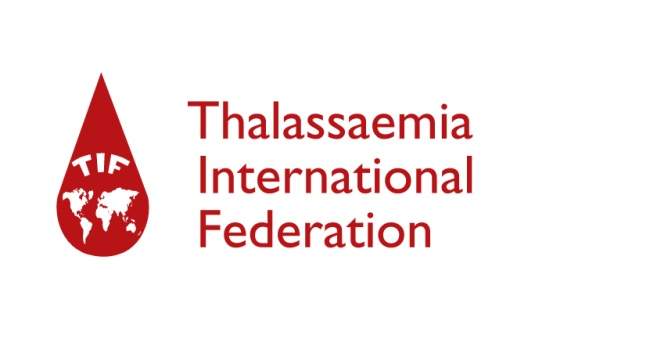 TIF
Thalassaemia
International
Federation